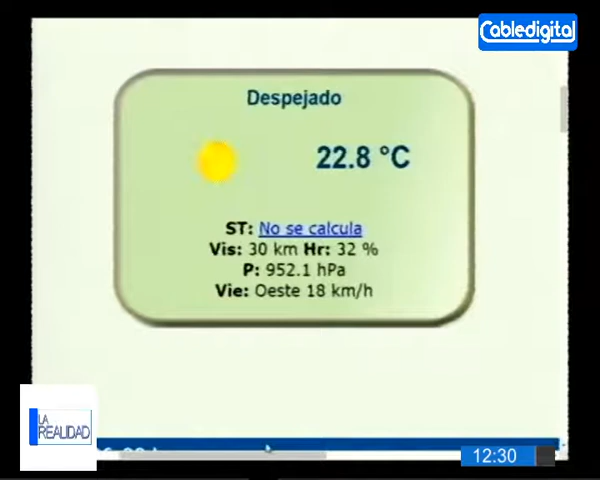 Cabledigital
Despejado
22.8 °C
ST: No se calcula
Vis: 30 km Hr: 32 %
P: 952.1 hPa
Vie: Oeste 18 km/h
LA
REALIDAD
12:30